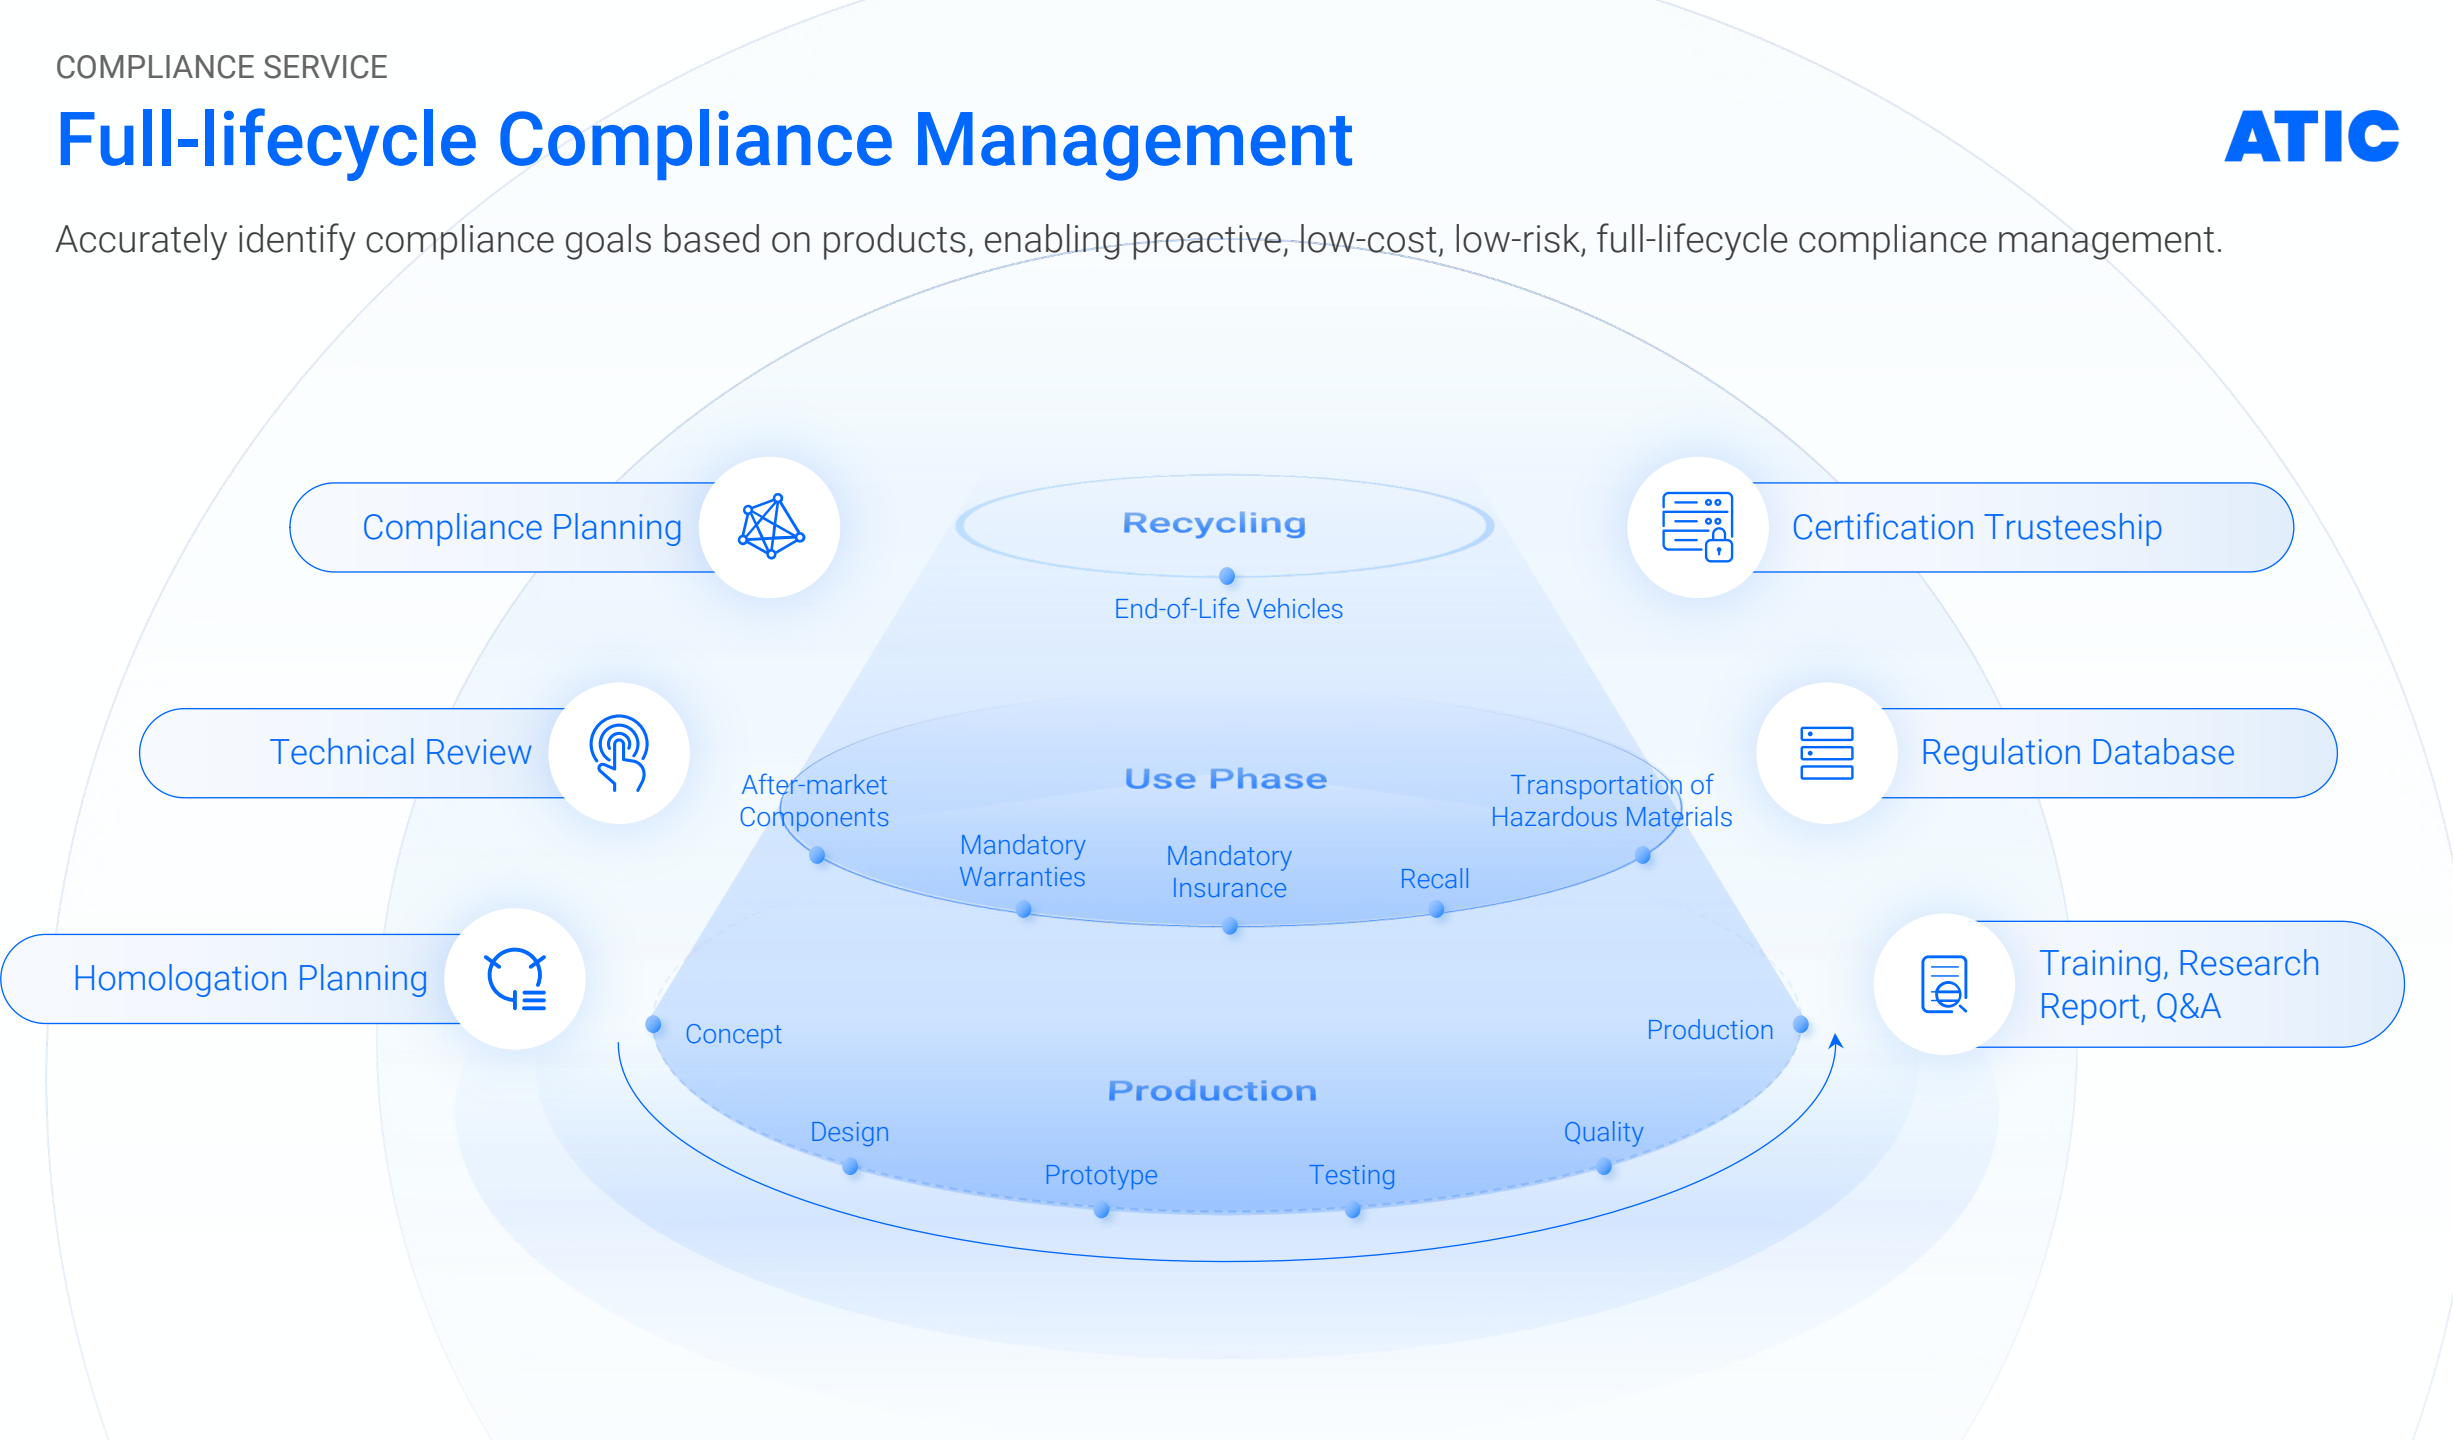 COMPLIANCE SERVICE
Full-lifecycle Compliance Management
ATIC
Accurately identify compliance goals based on products, enabling proactive, low-cost, low-risk, full-lifecycle compliance management.
Compliance Planning
Technical Review
Homologation Planning
Recycling
End-of-Life Vehicles
Use Phase
After-market
Components
Mandatory
Warranties
Mandatory
Insurance
Recall
Transportation of
Hazardous Materials
Concept
Design
Prototype
Testing
Quality
Production
Production
Certification Trusteeship
Regulation Database
Training, Research
Report, Q&A